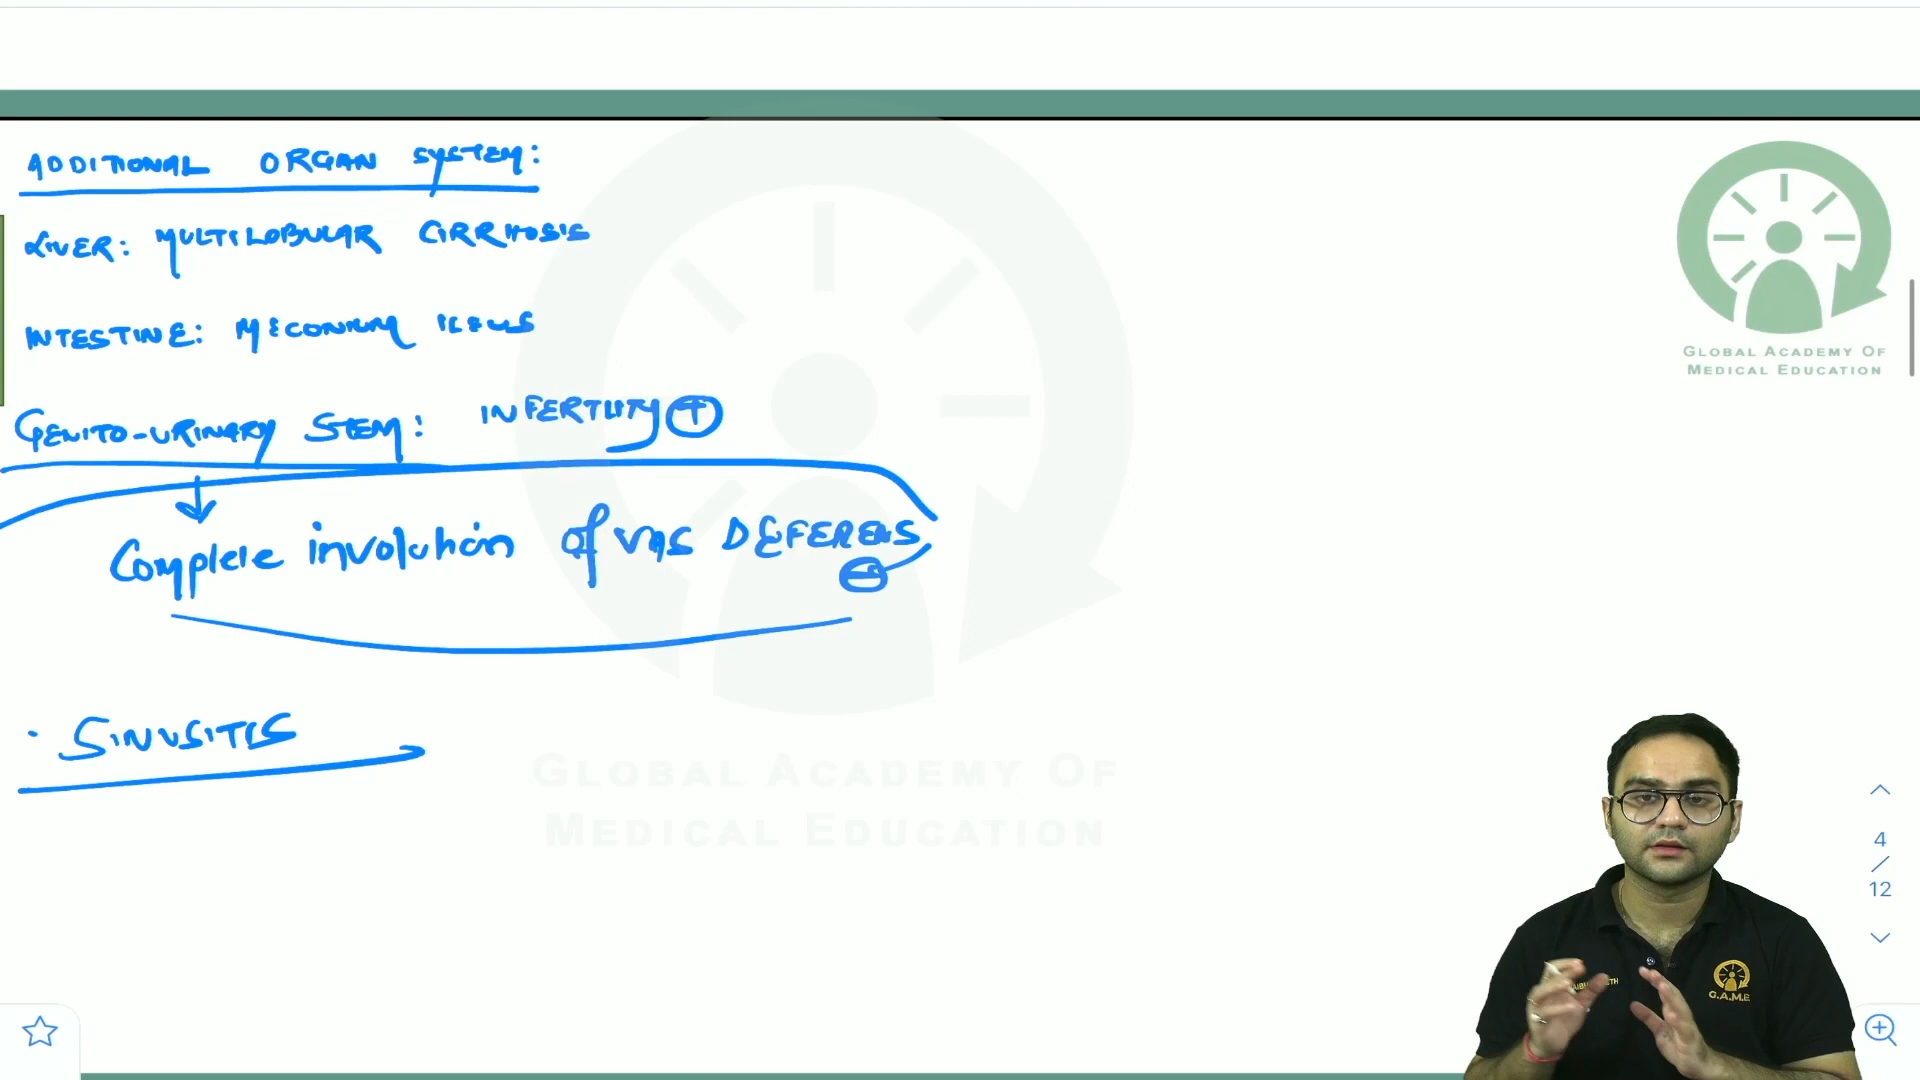 ADDITIONAL ORGAN SYSTEM:
LIVER: MULTILOBULAR CIRRHOSIS
INTESTINE: MECONIUM ILEUS
GENITO-URINARY STEM: INFERTILITY +
Complete involution of VAS DEFERENS
-
· SINUSITIS
GLOBAL ACADEMY OF
MEDICAL EDUCATION
GLOBAL ACADEMY OF
MEDICAL EDUCATION
4
/
12
G.A.M.E